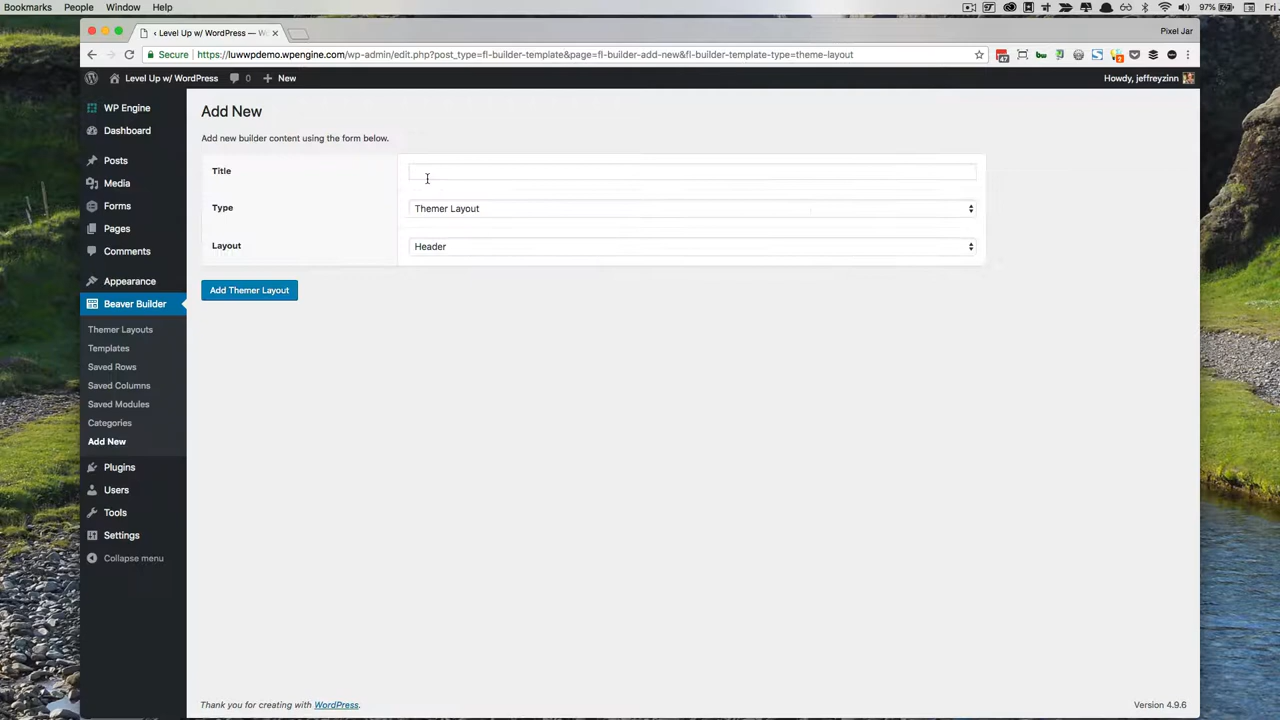 Bookmarks People Window Help 97% Fri
‹ Level Up w/ WordPress — W Pixel Jar
Secure https://luwwpdemo.wpengine.com/wp-admin/edit.php?post_type=fl-builder-template&page=fl-builder-add-new&fl-builder-template-type=theme-layout
Level Up w/ WordPress 0 New Howdy, jeffreyzinn
WP Engine
Dashboard
Posts
Media
Forms
Pages
Comments
Appearance
Beaver Builder
Themer Layouts
Templates
Saved Rows
Saved Columns
Saved Modules
Categories
Add New
Plugins
Users
Tools
Settings
Collapse menu
Add New
Add new builder content using the form below.
Title
Type Themer Layout
Layout Header
Add Themer Layout
Thank you for creating with WordPress. Version 4.9.6